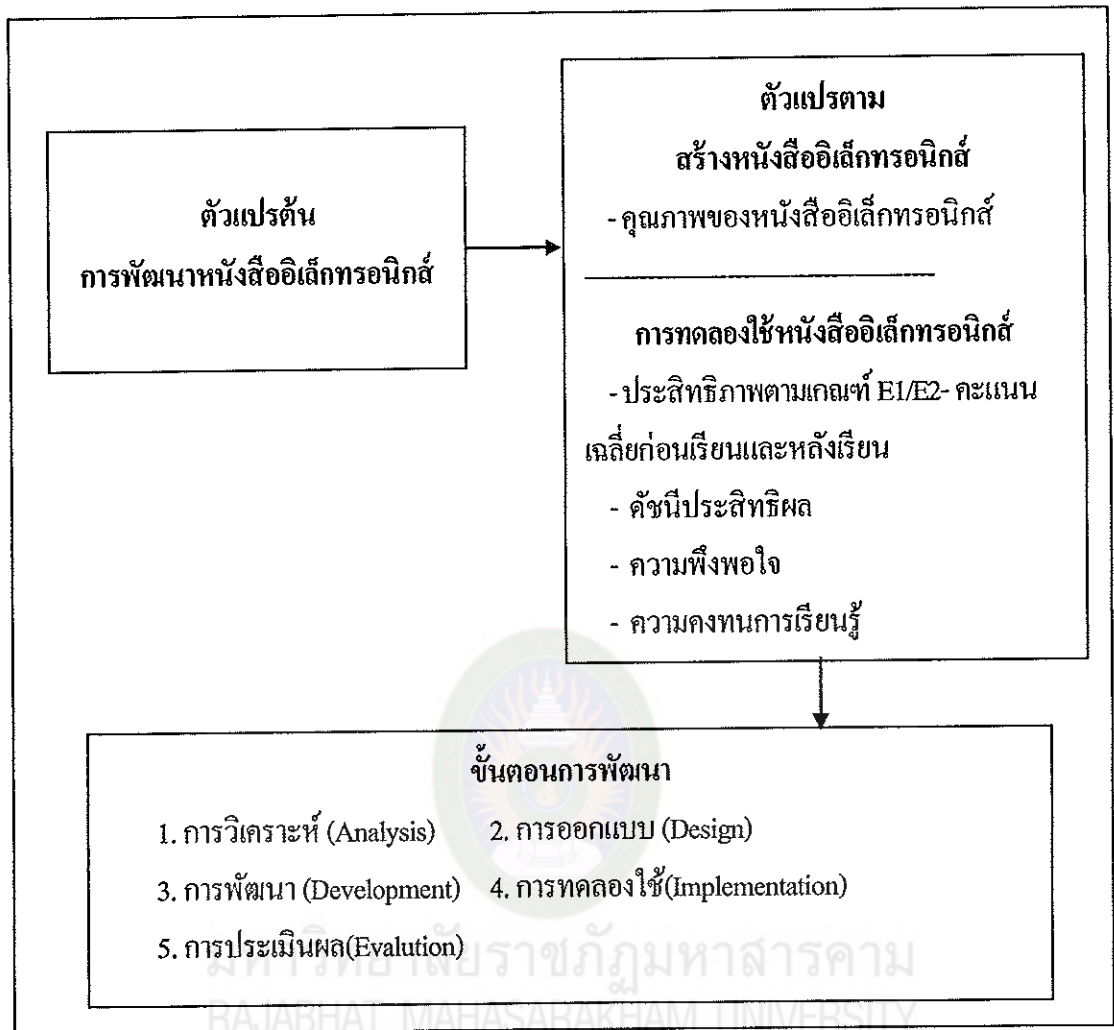 ตัวแปรต้น
การพัฒนาหนังสืออิเล็กทรอนิกส์
ตัวแปรตาม
สร้างหนังสืออิเล็กทรอนิกส์
- คุณภาพของหนังสืออิเล็กทรอนิกส์
การทดลองใช้หนังสืออิเล็กทรอนิกส์
- ประสิทธิภาพตามเกณฑ์ E1/E2- คะแนน
เฉลี่ยก่อนเรียนและหลังเรียน
- ดัชนีประสิทธิผล
- ความพึงพอใจ
- ความคงทนการเรียนรู้
ขั้นตอนการพัฒนา
1. การวิเคราะห์ (Analysis) 2. การออกแบบ (Design)
3. การพัฒนา (Development) 4. การทดลองใช้(Implementation)
5. การประเมินผล(Evalution)
มหาวิทยาลัยราชภัฏมหาสารคาม
RAJABHAT MAHASARAKHAM UNIVERSITY